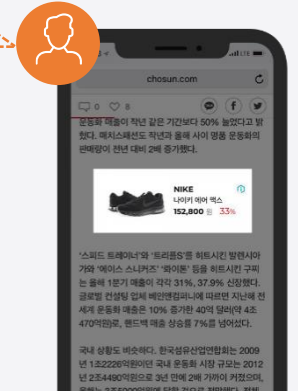 LTE
chosun.com
0 8
운동화 매출이 작년 같은 기간보다 50% 늘었다고 밝
혔다. 매치스패션도 작년과 올해 사이 명품 운동화의
판매량이 전년 대비 2배 증가했다.
NIKE
나이키 에어 맥스
152,800 원 33%
'스피드 트레이너'와 '트리플S'를 히트시킨 발렌시아
가와 '에이스 스니커즈' '와이톤' 등을 히트시킨 구찌
는 올해 1분기 매출이 각각 31%, 37.9% 신장했다.
글로벌 컨설팅 업체 베인앤컴퍼니에 따르면 지난해 전
세계 운동화 매출은 10% 증가한 40억 달러(약 4조
470억원)로, 핸드백 매출 상승률 7%를 넘어섰다.
국내 상황도 비슷하다. 한국섬유산업연합회는 2009
년 1조2226억원이던 국내 운동화 시장 규모는 2012
년 2조4490억원으로 3년 만에 2배 가까이 커졌으며,